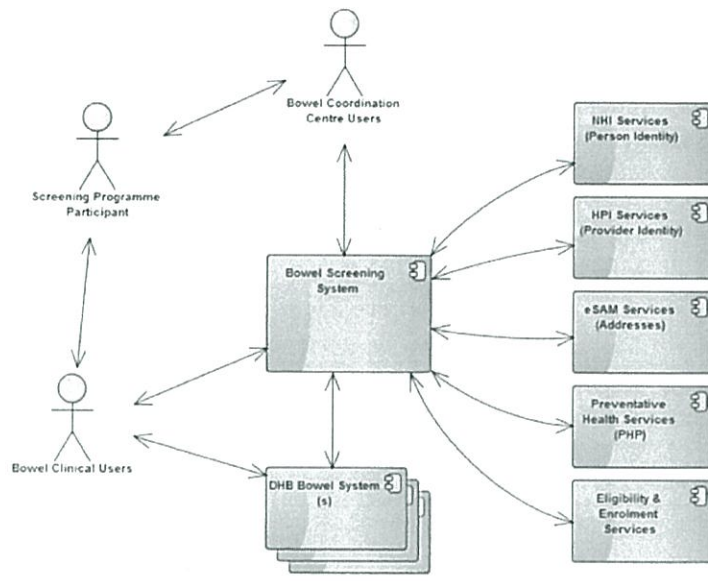 Bowel Coordination
Centre Users
Screening Programme
Participant
NHI Services
(Person Identity)
HPI Services
(Provider Identity)
Bowel Screening
System
eSAM Services
(Addresses)
Preventative
Health Services
(PHP)
Bowel Clinical Users
DHB Bowel System
(s)
Eligibility &
Enrolment
Services